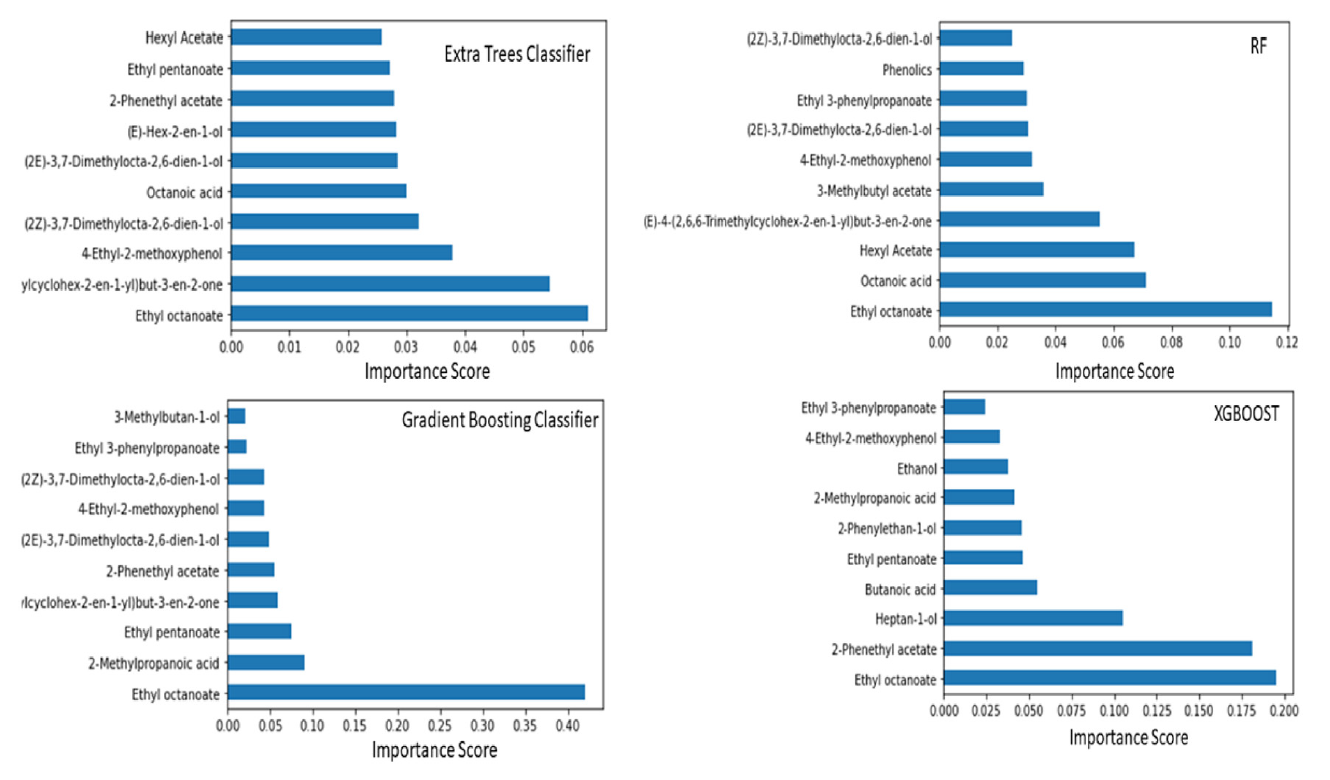 Extra Trees Classifier
Hexyl Acetate
Ethyl pentanoate
2-Phenethyl acetate
(E)-Hex-2-en-1-ol
(2E)-3,7-Dimethylocta-2,6-dien-1-ol
Octanoic acid
(2Z)-3,7-Dimethylocta-2,6-dien-1-ol
4-Ethyl-2-methoxyphenol
ylcyclohex-2-en-1-yl)but-3-en-2-one
Ethyl octanoate
0.00 0.01 0.02 0.03 0.04 0.05 0.06
Importance Score
RF
(2Z)-3,7-Dimethylocta-2,6-dien-1-ol
Phenolics
Ethyl 3-phenylpropanoate
(2E)-3,7-Dimethylocta-2,6-dien-1-ol
4-Ethyl-2-methoxyphenol
3-Methylbutyl acetate
(E)-4-(2,6,6-Trimethylcyclohex-2-en-1-yl)but-3-en-2-one
Hexyl Acetate
Octanoic acid
Ethyl octanoate
0.00 0.02 0.04 0.06 0.08 0.10 0.12
Importance Score
Gradient Boosting Classifier
3-Methylbutan-1-ol
Ethyl 3-phenylpropanoate
(2Z)-3,7-Dimethylocta-2,6-dien-1-ol
4-Ethyl-2-methoxyphenol
(2E)-3,7-Dimethylocta-2,6-dien-1-ol
2-Phenethyl acetate
ylcyclohex-2-en-1-yl)but-3-en-2-one
Ethyl pentanoate
2-Methylpropanoic acid
Ethyl octanoate
0.00 0.05 0.10 0.15 0.20 0.25 0.30 0.35 0.40
Importance Score
XGBOOST
Ethyl 3-phenylpropanoate
4-Ethyl-2-methoxyphenol
Ethanol
2-Methylpropanoic acid
2-Phenylethan-1-ol
Ethyl pentanoate
Butanoic acid
Heptan-1-ol
2-Phenethyl acetate
Ethyl octanoate
0.000 0.025 0.050 0.075 0.100 0.125 0.150 0.175 0.200
Importance Score